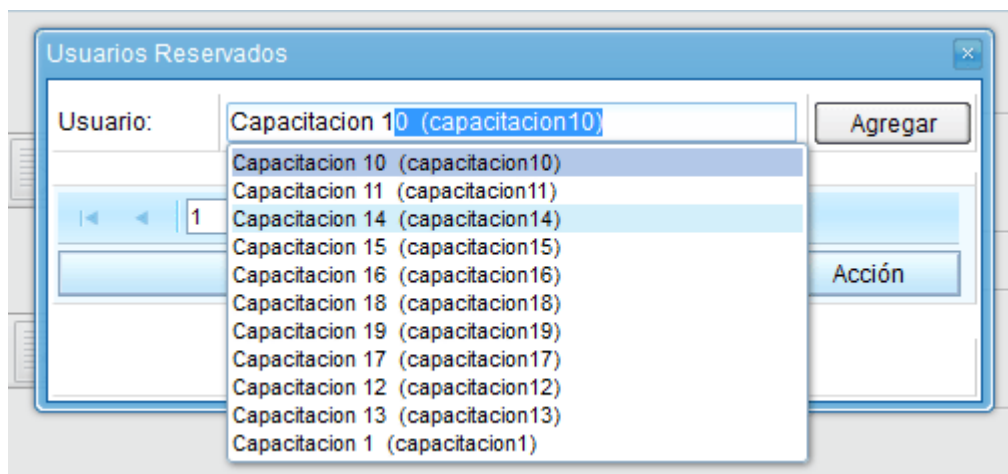 Usuarios Reservados
Usuario: Capacitacion 10 (capacitacion10) Agregar
Capacitacion 10 (capacitacion10)
Capacitacion 11 (capacitacion11)
Capacitacion 14 (capacitacion14)
1
Capacitacion 15 (capacitacion15)
Capacitacion 16 (capacitacion16)
Acción
Capacitacion 18 (capacitacion18)
Capacitacion 19 (capacitacion19)
Capacitacion 17 (capacitacion17)
Capacitacion 12 (capacitacion12)
Capacitacion 13 (capacitacion13)
Capacitacion 1 (capacitacion1)